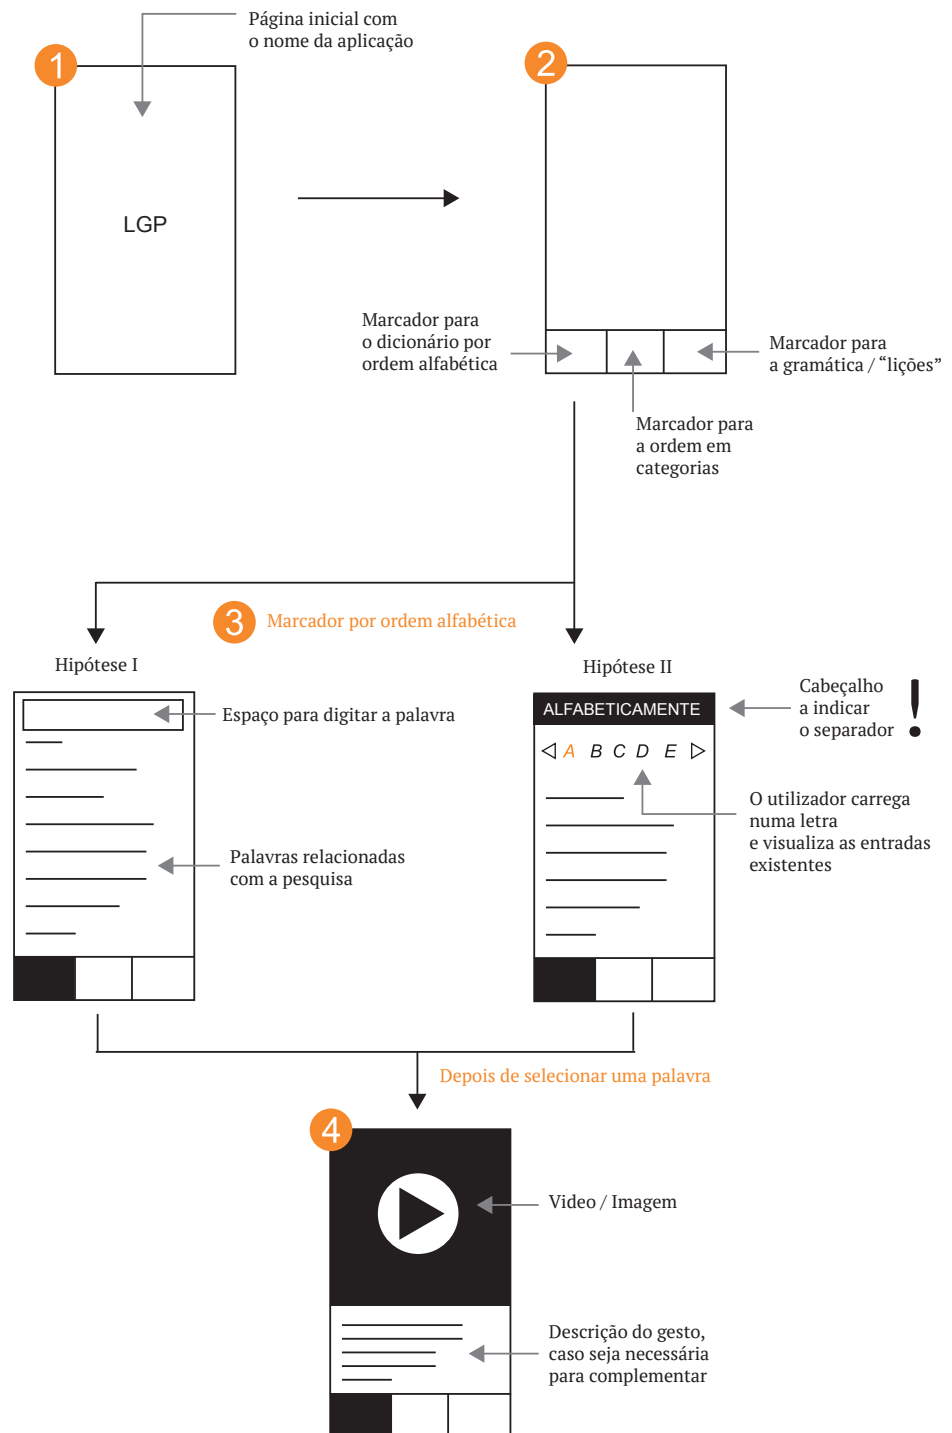 Página inicial com
o nome da aplicação
1
LGP
2
Marcador para
o dicionário por
ordem alfabética
Marcador para
a gramática / “lições”
Marcador para
a ordem em
categorias
3 Marcador por ordem alfabética
Hipótese I
Espaço para digitar a palavra
Palavras relacionadas
com a pesquisa
Hipótese II
ALFABETICAMENTE
A B C D E
Cabeçalho
a indicar
o separador
!
O utilizador carrega
numa letra
e visualiza as entradas
existentes
Depois de selecionar uma palavra
4
Video / Imagem
Descrição do gesto,
caso seja necessária
para complementar